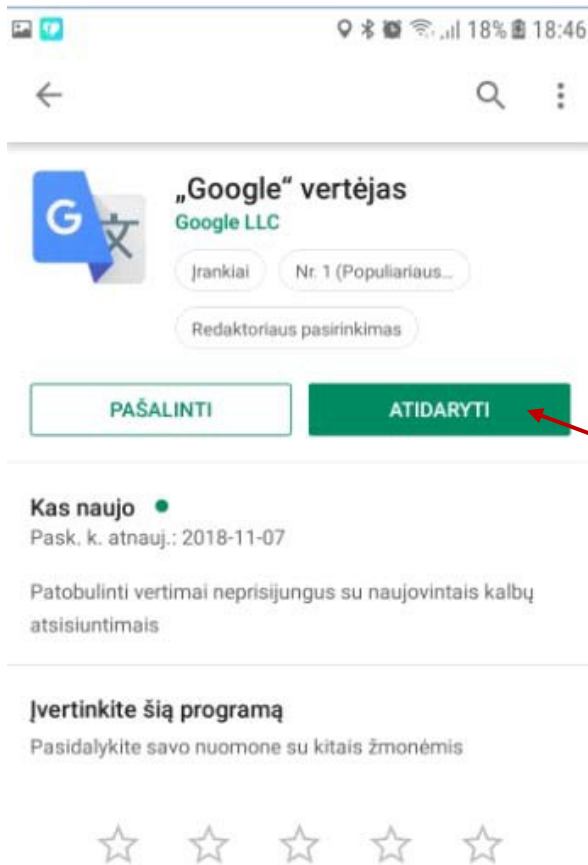 18% 18:46
„Google“ vertėjas
Google LLC
Įrankiai Nr. 1 (Populiariaus...
Redaktoriaus pasirinkimas
PAŠALINTI ATIDARYTI
Kas naujo
Pask. k. atnauj.: 2018-11-07
Patobulinti vertimai neprisijungus su naujovintais kalbų
atsisiuntimais
Įvertinkite šią programą
Pasidalykite savo nuomone su kitais žmonėmis